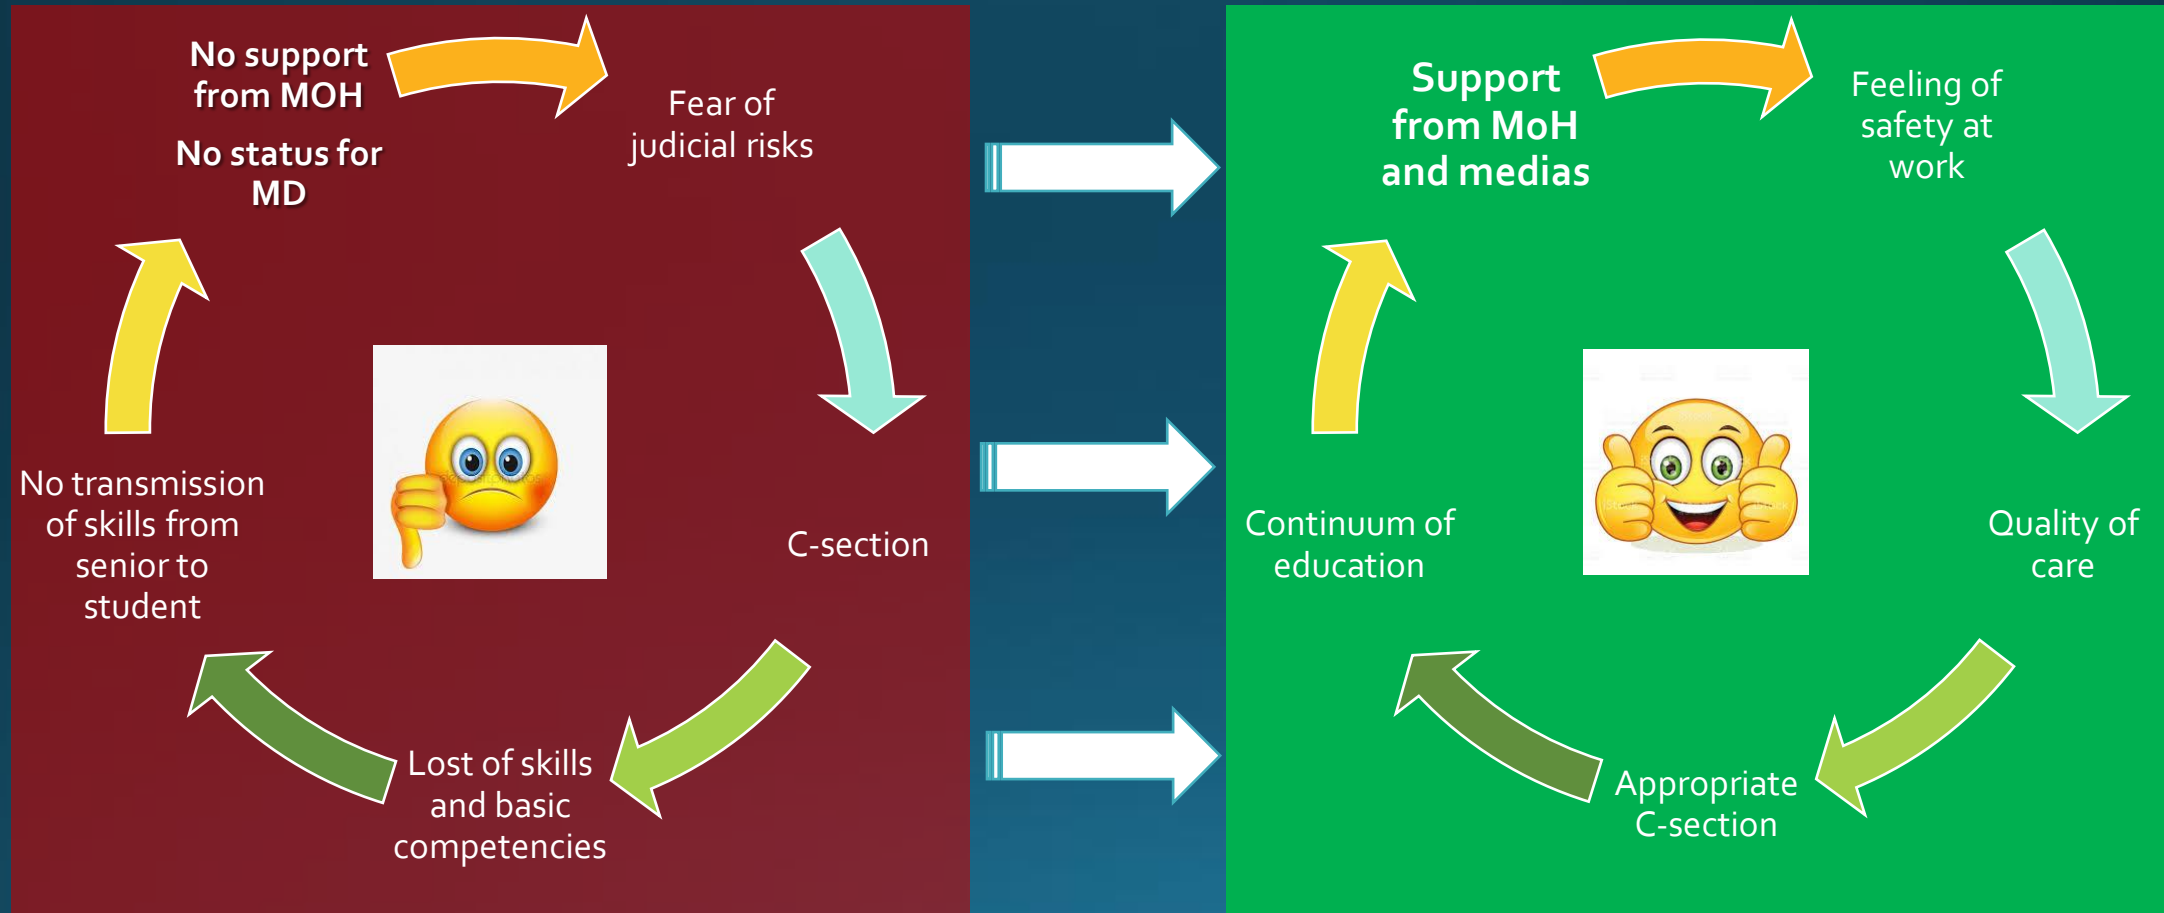 No support
from MOH
No status for
MD
Fear of
judicial risks
C-section
Lost of skills
and basic
competencies
No transmission
of skills from
senior to
student
Support
from MoH
and medias
Feeling of
safety at
work
Quality of
care
Appropriate
C-section
Continuum of
education